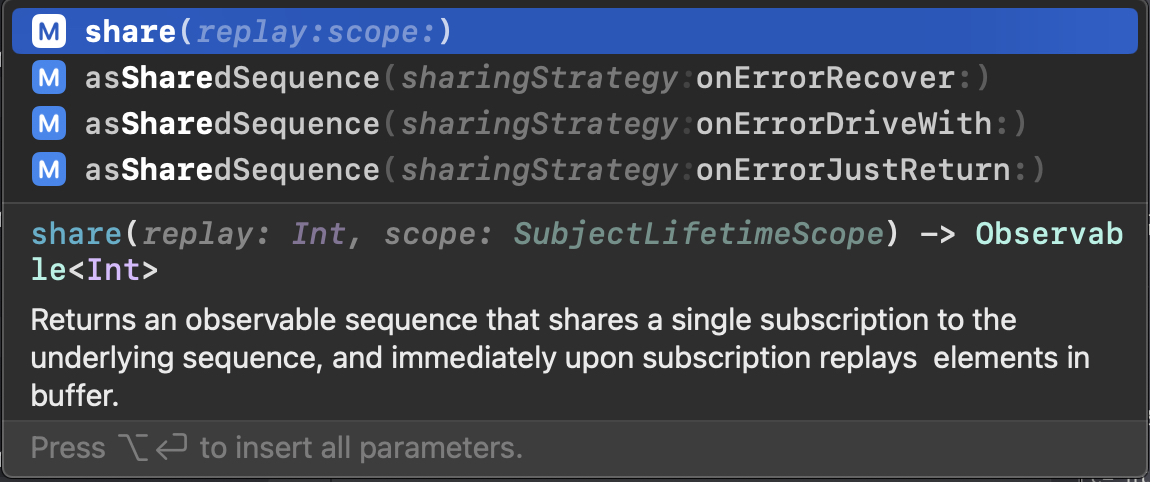 M share(replay:scope:)
M asSharedSequence(sharingStrategy:onErrorRecover:)
M asSharedSequence(sharingStrategy:onErrorDriveWith:)
M asSharedSequence(sharingStrategy:onErrorJustReturn:)
share(replay: Int, scope: SubjectLifetimeScope) -> Observab
le<Int>
Returns an observable sequence that shares a single subscription to the
underlying sequence, and immediately upon subscription replays  elements in
buffer.
Press ⌥↩ to insert all parameters.